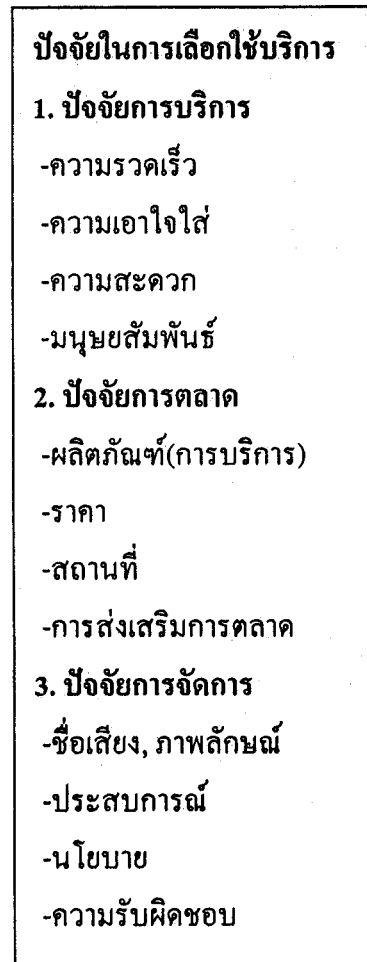 ปัจจัยในการเลือกใช้บริการ
1. ปัจจัยการบริการ
-ความรวดเร็ว
-ความเอาใจใส่
-ความสะดวก
-มนุษยสัมพันธ์
2. ปัจจัยการตลาด
-ผลิตภัณฑ์(การบริการ)
-ราคา
-สถานที่
-การส่งเสริมการตลาด
3. ปัจจัยการจัดการ
-ชื่อเสียง, ภาพลักษณ์
-ประสบการณ์
-นโยบาย
-ความรับผิดชอบ